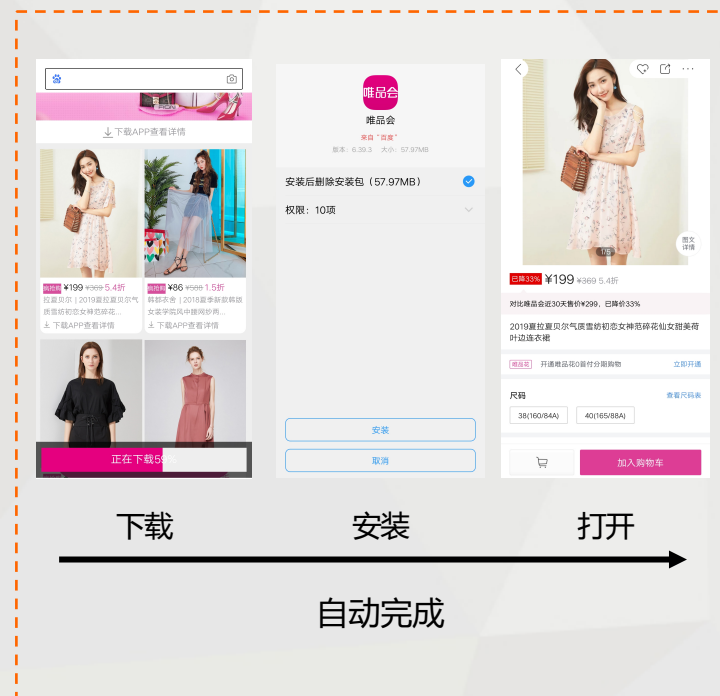 FION
下载APP查看详情
疯抢购 ¥199 ¥369 5.4折
拉夏贝尔 | 2019夏拉夏贝尔气
质雪纺初恋女神范碎花...
下载APP查看详情
疯抢购 ¥86 ¥588 1.5折
韩都衣舍 | 2018夏季新款韩版
女装学院风中腰网纱两...
下载APP查看详情
正在下载59%
唯品会
唯品会
来自"百度"
版本：6.39.3 大小：57.97MB
安装后删除安装包（57.97MB）
权限：10项
安装
取消
1/5
图文
详情
已降33% ¥199 ¥369 5.4折
对比唯品会近30天售价¥299，已降价33%
2019夏拉夏贝尔气质雪纺初恋女神范碎花仙女甜美荷
叶边连衣裙
唯品花 开通唯品花0首付分期购物 立即开通
尺码 查看尺码表
38(160/84A) 40(165/88A)
加入购物车
下载 安装 打开
自动完成